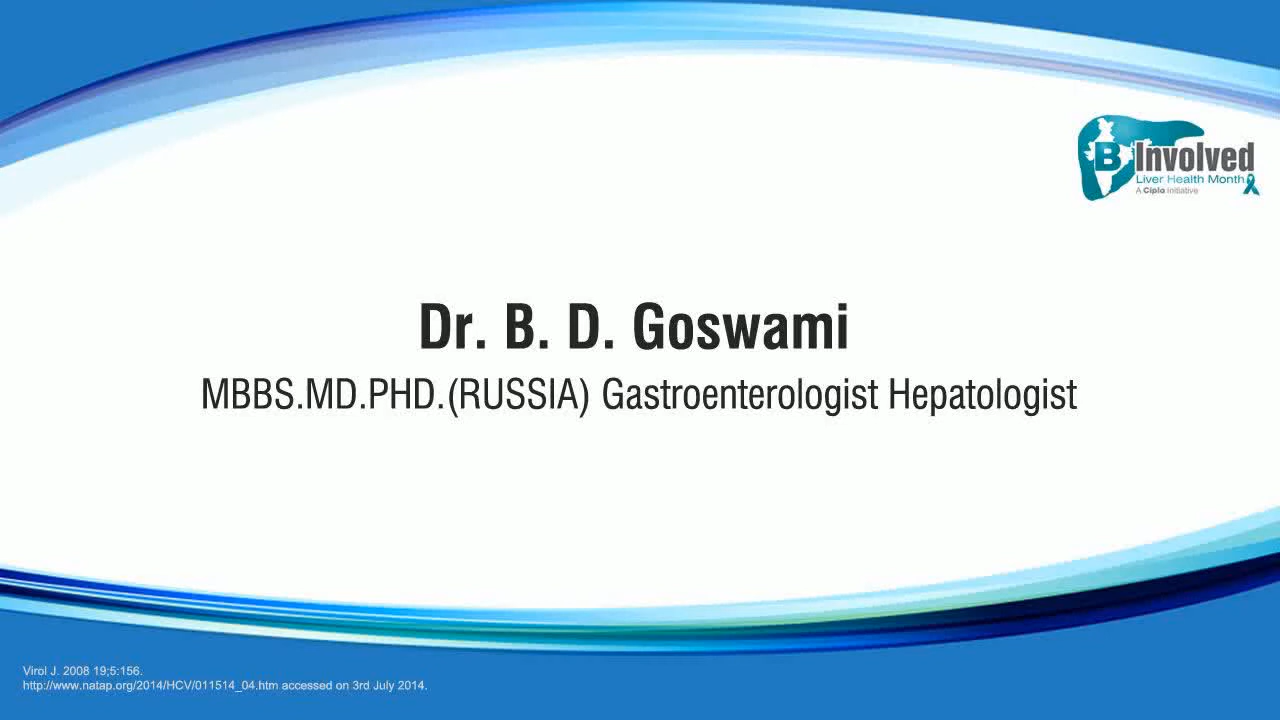 B Involved
Liver Health Month
A Cipla Initiative
Dr. B. D. Goswami
MBBS.MD.PHD.(RUSSIA) Gastroenterologist Hepatologist
Virol J. 2008 19;5:156.
http://www.natap.org/2014/HCV/011514_04.htm accessed on 3rd July 2014.